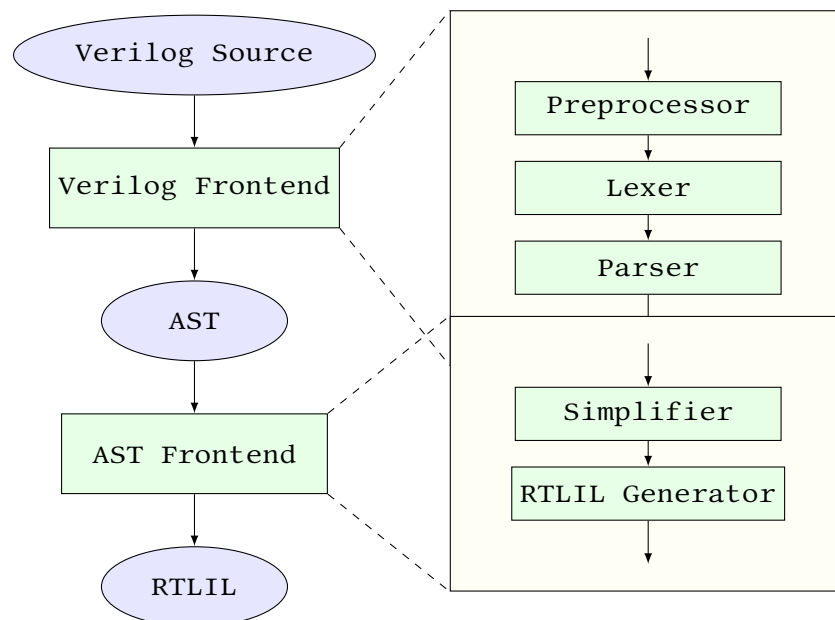 Verilog Source
Verilog Frontend
AST
AST Frontend
RTLIL
Preprocessor
Lexer
Parser
Simplifier
RTLIL Generator